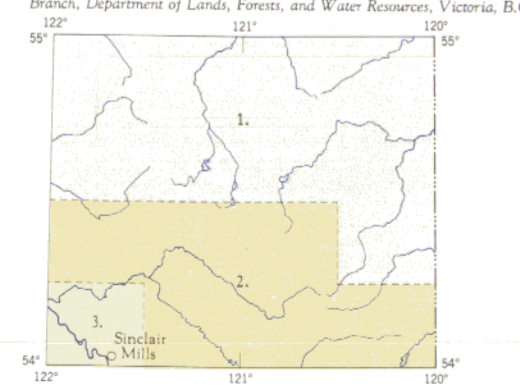 Branch, Department of Lands, Forests, and Water Resources, Victoria, B.C
122° 121° 120°
55° 55°
1.
2.
3.
Sinclair
Mills
54° 54°
122° 121° 120°